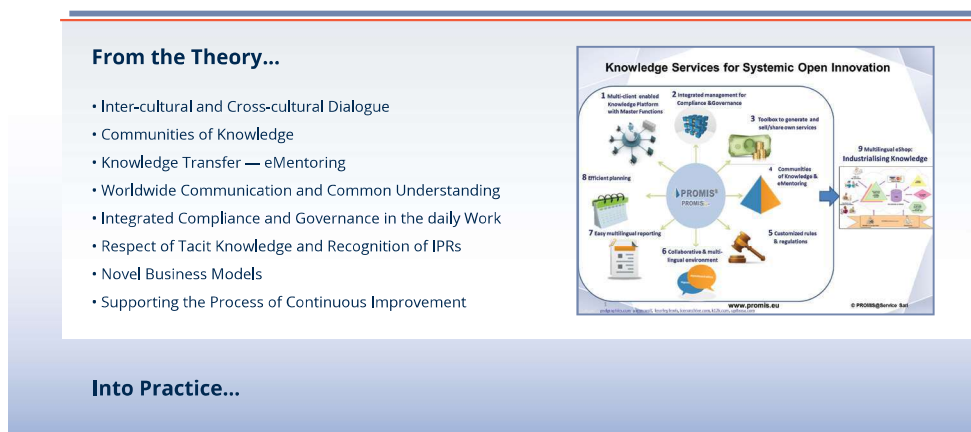 From the Theory...
• Inter-cultural and Cross-cultural Dialogue
• Communities of Knowledge
• Knowledge Transfer — eMentoring
• Worldwide Communication and Common Understanding
• Integrated Compliance and Governance in the daily Work
• Respect of Tacit Knowledge and Recognition of IPRs
• Novel Business Models
• Supporting the Process of Continuous Improvement
Knowledge Services for Systemic Open Innovation
1 Multi-client enabled
Knowledge Platform
with Master Functions
2 Integrated management for
Compliance &Governance
3 Toolbox to generate and
sell/share own services
4 Communities
of Knowledge &
eMentoring
5 Customized rules
& regulations
6 Collaborative & multi-
lingual environment
7 Easy multilingual reporting
8 Efficient planning
PROMIS
PROMIS
9 Multilingual eShop:
Industrialising Knowledge
www.promis.eu
© PROMIS@Service Sarl
Into Practice...